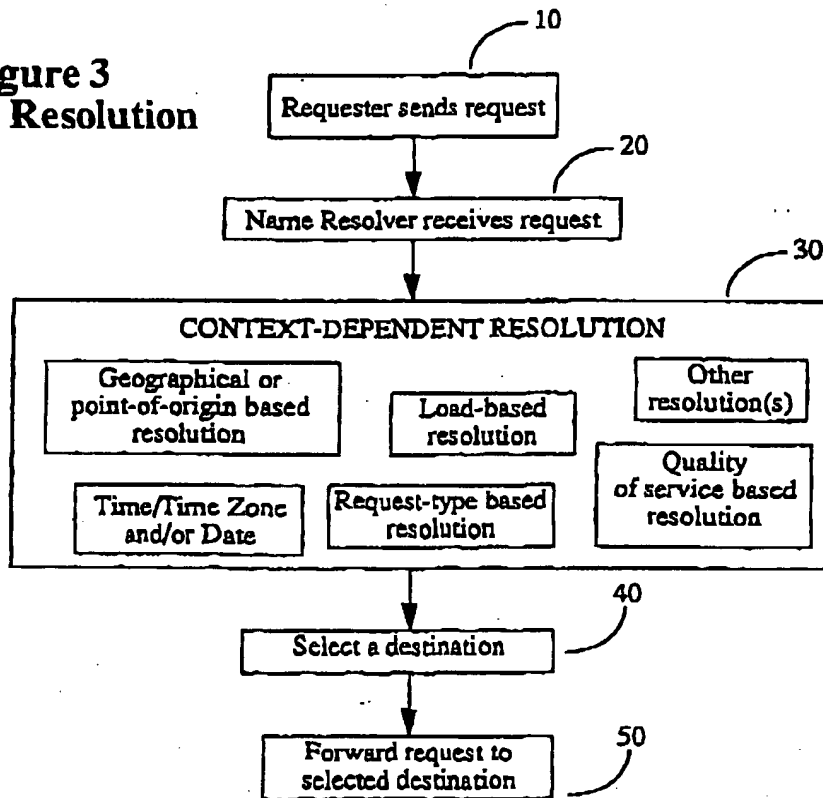 gure 3
Resolution
10
Requester sends request
20
Name Resolver receives request
30
CONTEXT-DEPENDENT RESOLUTION
Geographical or
point-of-origin based
resolution
Load-based
resolution
Other
resolution(s)
Time/Time Zone
and/or Date
Request-type based
resolution
Quality
of service based
resolution
40
Select a destination
50
Forward request to
selected destination